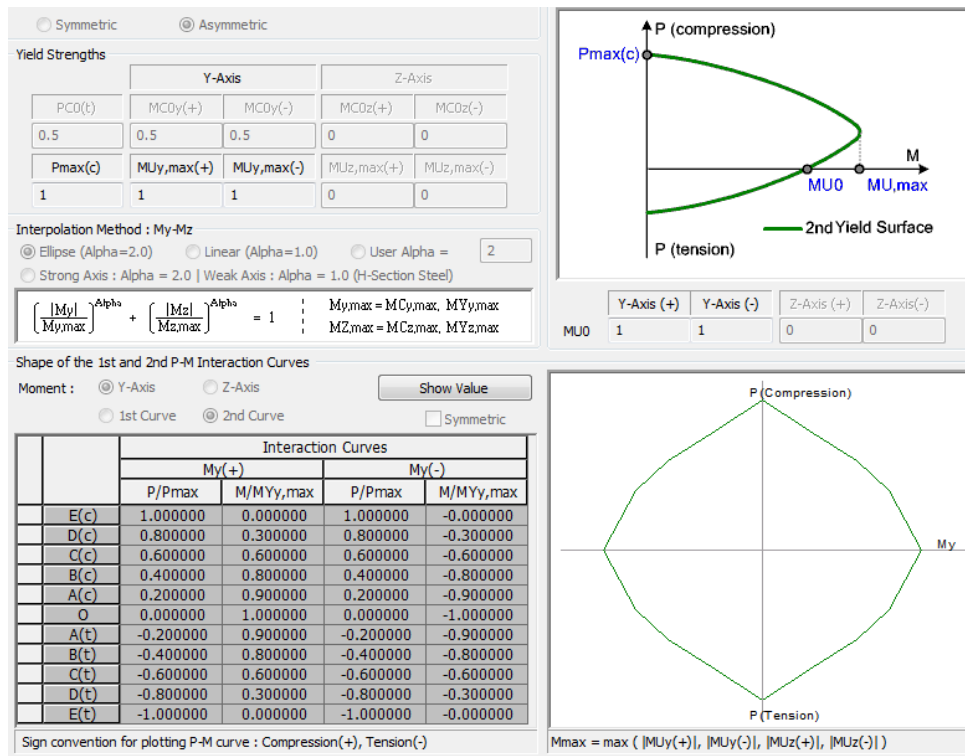 Symmetric Asymmetric
Yield Strengths
Y-Axis Z-Axis
PC0(t) MC0y(+) MC0y(-) MC0z(+) MC0z(-)
0.5 0.5 0.5 0 0
Pmax(c) MUy,max(+) MUy,max(-) MUz,max(+) MUz,max(-)
1 1 1 0 0
Interpolation Method : My-Mz
Ellipse (Alpha=2.0) Linear (Alpha=1.0) User Alpha = 2
Strong Axis : Alpha = 2.0 | Weak Axis : Alpha = 1.0 (H-Section Steel)
(|My|/My,max)^Alpha + (|Mz|/Mz,max)^Alpha = 1
My,max = MCy,max, MYy,max
MZ,max = MCz,max, MYz,max
Shape of the 1st and 2nd P-M Interaction Curves
Moment : Y-Axis Z-Axis Show Value
1st Curve 2nd Curve Symmetric
Interaction Curves
My(+) My(-)
P/Pmax M/MYy,max P/Pmax M/MYy,max
E(c) 1.000000 0.000000 1.000000 -0.000000
D(c) 0.800000 0.300000 0.800000 -0.300000
C(c) 0.600000 0.600000 0.600000 -0.600000
B(c) 0.400000 0.800000 0.400000 -0.800000
A(c) 0.200000 0.900000 0.200000 -0.900000
O 0.000000 1.000000 0.000000 -1.000000
A(t) -0.200000 0.900000 -0.200000 -0.900000
B(t) -0.400000 0.800000 -0.400000 -0.800000
C(t) -0.600000 0.600000 -0.600000 -0.600000
D(t) -0.800000 0.300000 -0.800000 -0.300000
E(t) -1.000000 0.000000 -1.000000 -0.000000
Sign convention for plotting P-M curve : Compression(+), Tension(-)
P (compression)
Pmax(c)
M
MU0 MU,max
2nd Yield Surface
P (tension)
Y-Axis (+) Y-Axis (-) Z-Axis (+) Z-Axis(-)
MU0 1 1 0 0
P(Compression)
My
P(Tension)
Mmax = max ( |MUy(+)|, |MUy(-)|, |MUz(+)|, |MUz(-)| )